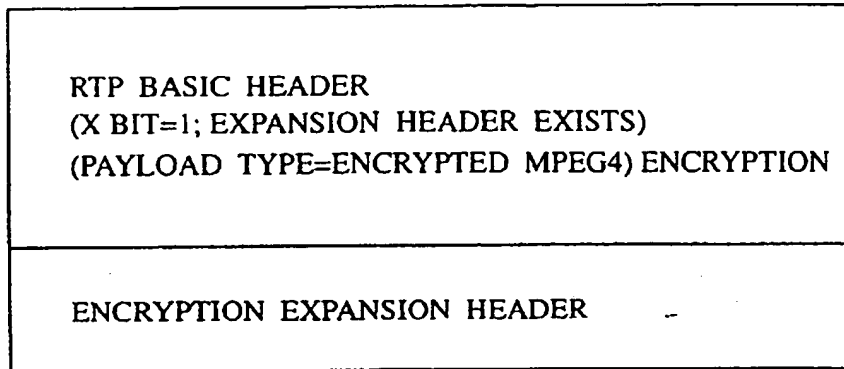 RTP BASIC HEADER
(X BIT=1; EXPANSION HEADER EXISTS)
(PAYLOAD TYPE=ENCRYPTED MPEG4) ENCRYPTION
ENCRYPTION EXPANSION HEADER